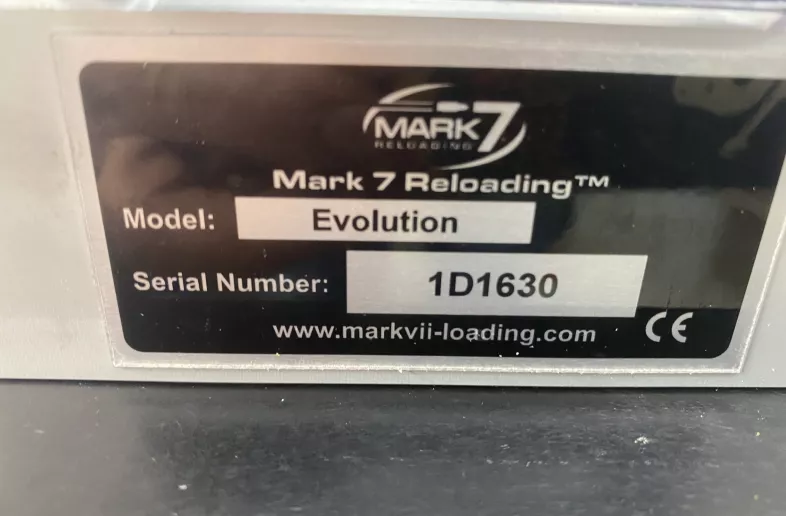 MARK 7
RELOADING
Mark 7 Reloading™
Model: Evolution
Serial Number: 1D1630
www.markvii-loading.com CE